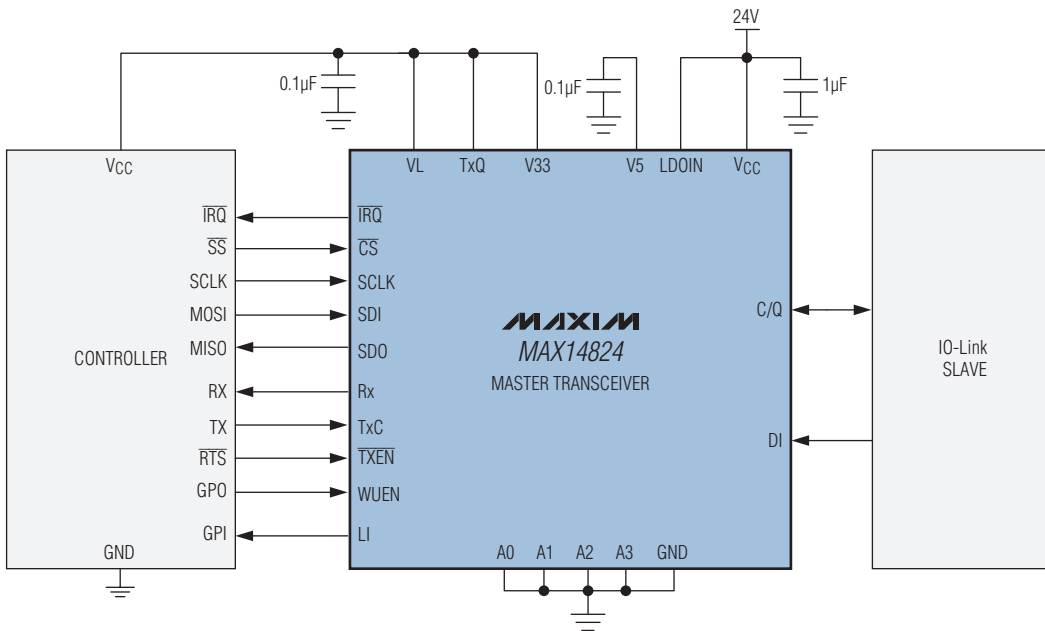 24V
0.1µF
0.1µF
1µF
VCC
VL TxQ V33 V5 LDOIN VCC
IRQ IRQ
SS CS
SCLK SCLK
MOSI SDI
MISO SDO
RX Rx
TX TxC
RTS TXEN
GPO WUEN
GPI LI
CONTROLLER
GND
MAXIM
MAX14824
MASTER TRANSCEIVER
C/Q
DI
A0 A1 A2 A3 GND
IO-Link
SLAVE